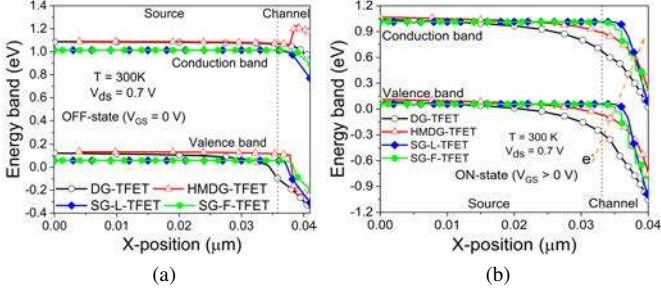 Source Channel
Conduction band
T = 300K
V_ds = 0.7 V
OFF-state (V_GS = 0 V)
Valence band
DG-TFET HMDG-TFET
SG-L-TFET SG-F-TFET
Energy band (eV)
1.4
1.2
1.0
0.8
0.6
0.4
0.2
0.0
-0.2
-0.4
0.00 0.01 0.02 0.03 0.04
X-position (μm)
(a)
Conduction band
Valence band
DG-TFET
HMDG-TFET
SG-L-TFET
SG-F-TFET
T = 300 K
V_ds = 0.7 V
e⁻
ON-state (V_GS > 0 V)
Source Channel
Energy band (eV)
1.2
0.9
0.6
0.3
0.0
-0.3
-0.6
-0.9
-1.2
0.00 0.01 0.02 0.03 0.04
X-position (μm)
(b)